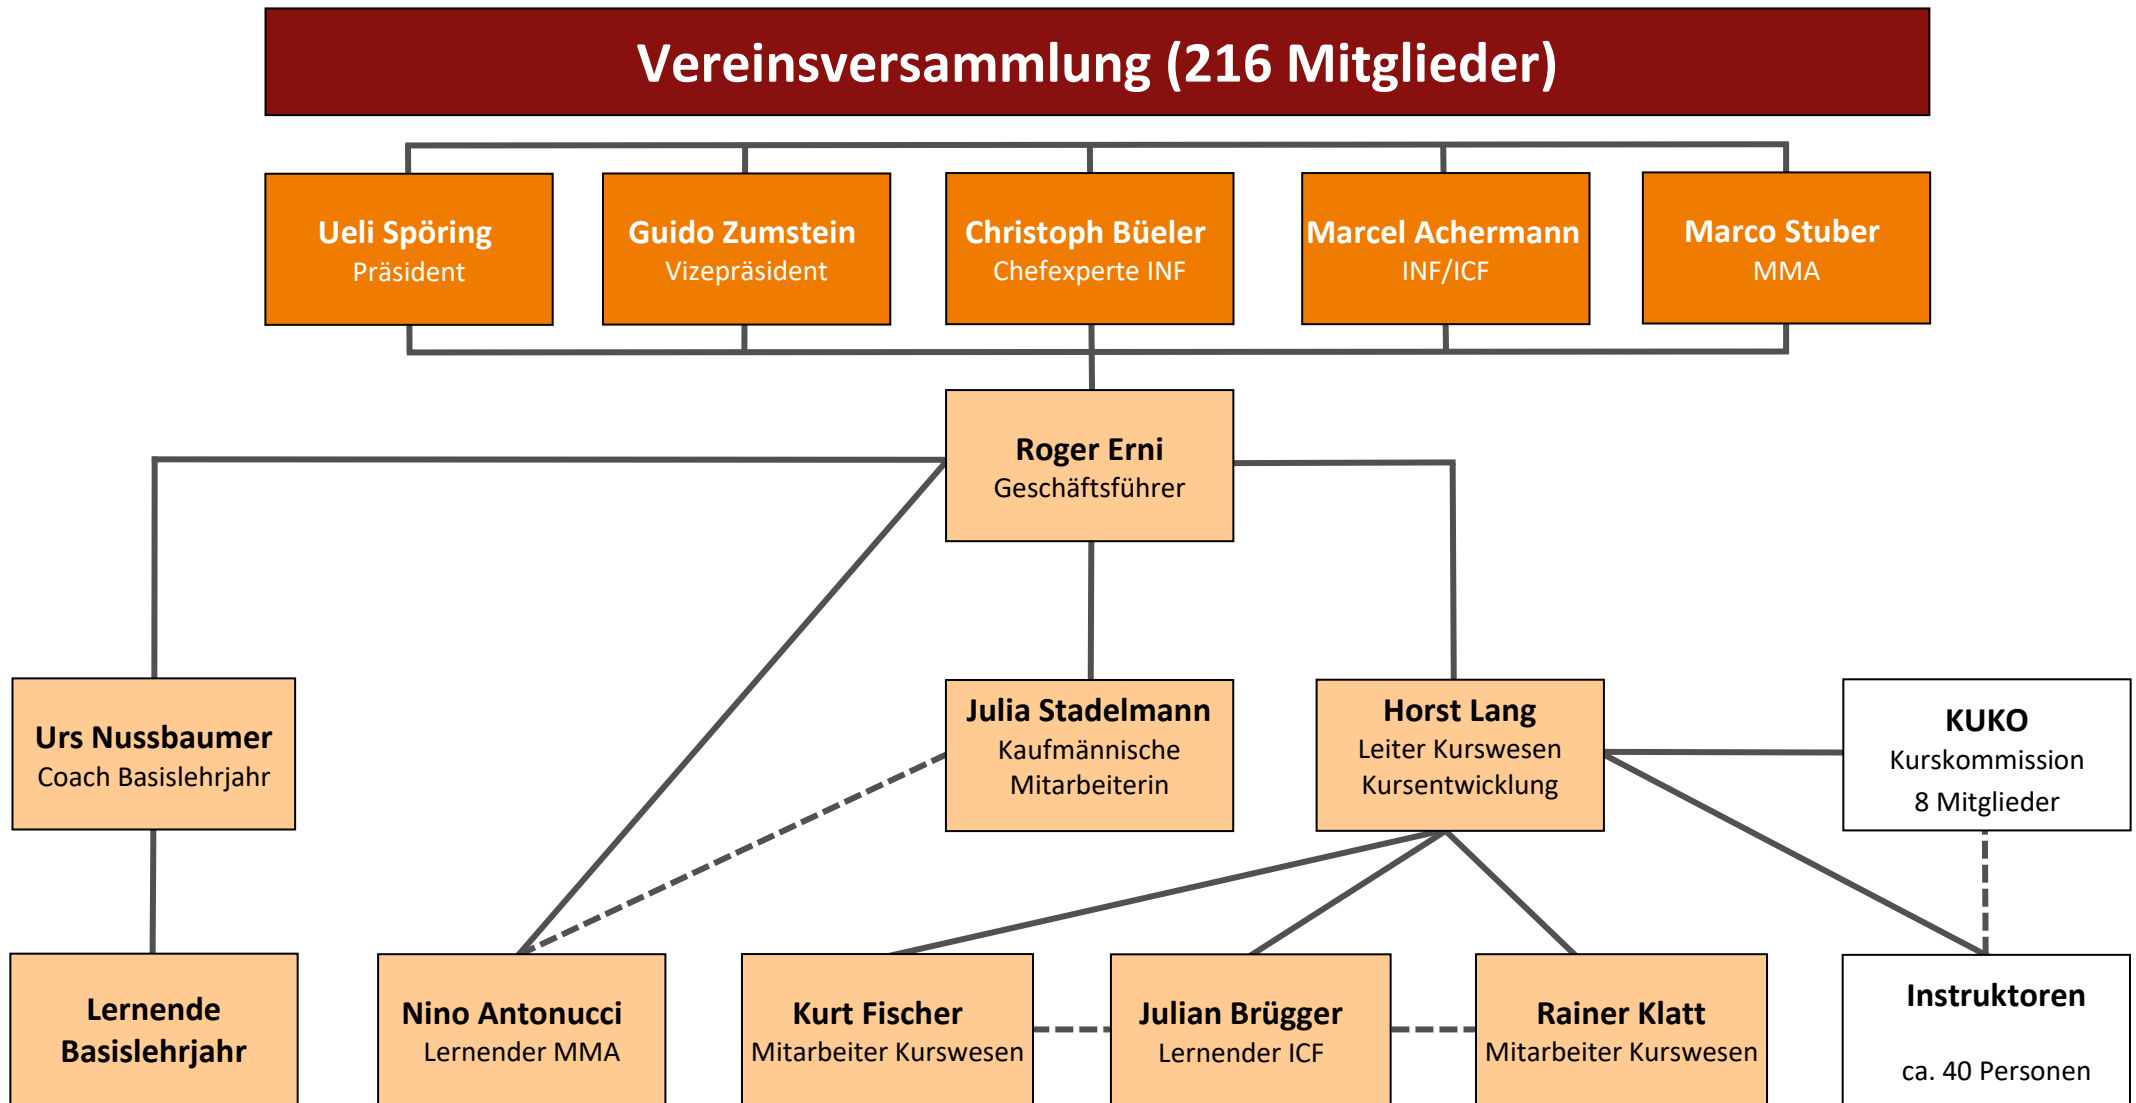 Vereinsversammlung (216 Mitglieder)
Ueli Spöring
Präsident
Guido Zumstein
Vizepräsident
Christoph Büeler
Chefexperte INF
Marcel Achermann
INF/ICF
Marco Stuber
MMA
Roger Erni
Geschäftsführer
Urs Nussbaumer
Coach Basislehrjahr
Julia Stadelmann
Kaufmännische
Mitarbeiterin
Horst Lang
Leiter Kurswesen
Kursentwicklung
KUKO
Kurskommission
8 Mitglieder
Lernende
Basislehrjahr
Nino Antonucci
Lernender MMA
Kurt Fischer
Mitarbeiter Kurswesen
Julian Brügger
Lernender ICF
Rainer Klatt
Mitarbeiter Kurswesen
Instruktoren
ca. 40 Personen